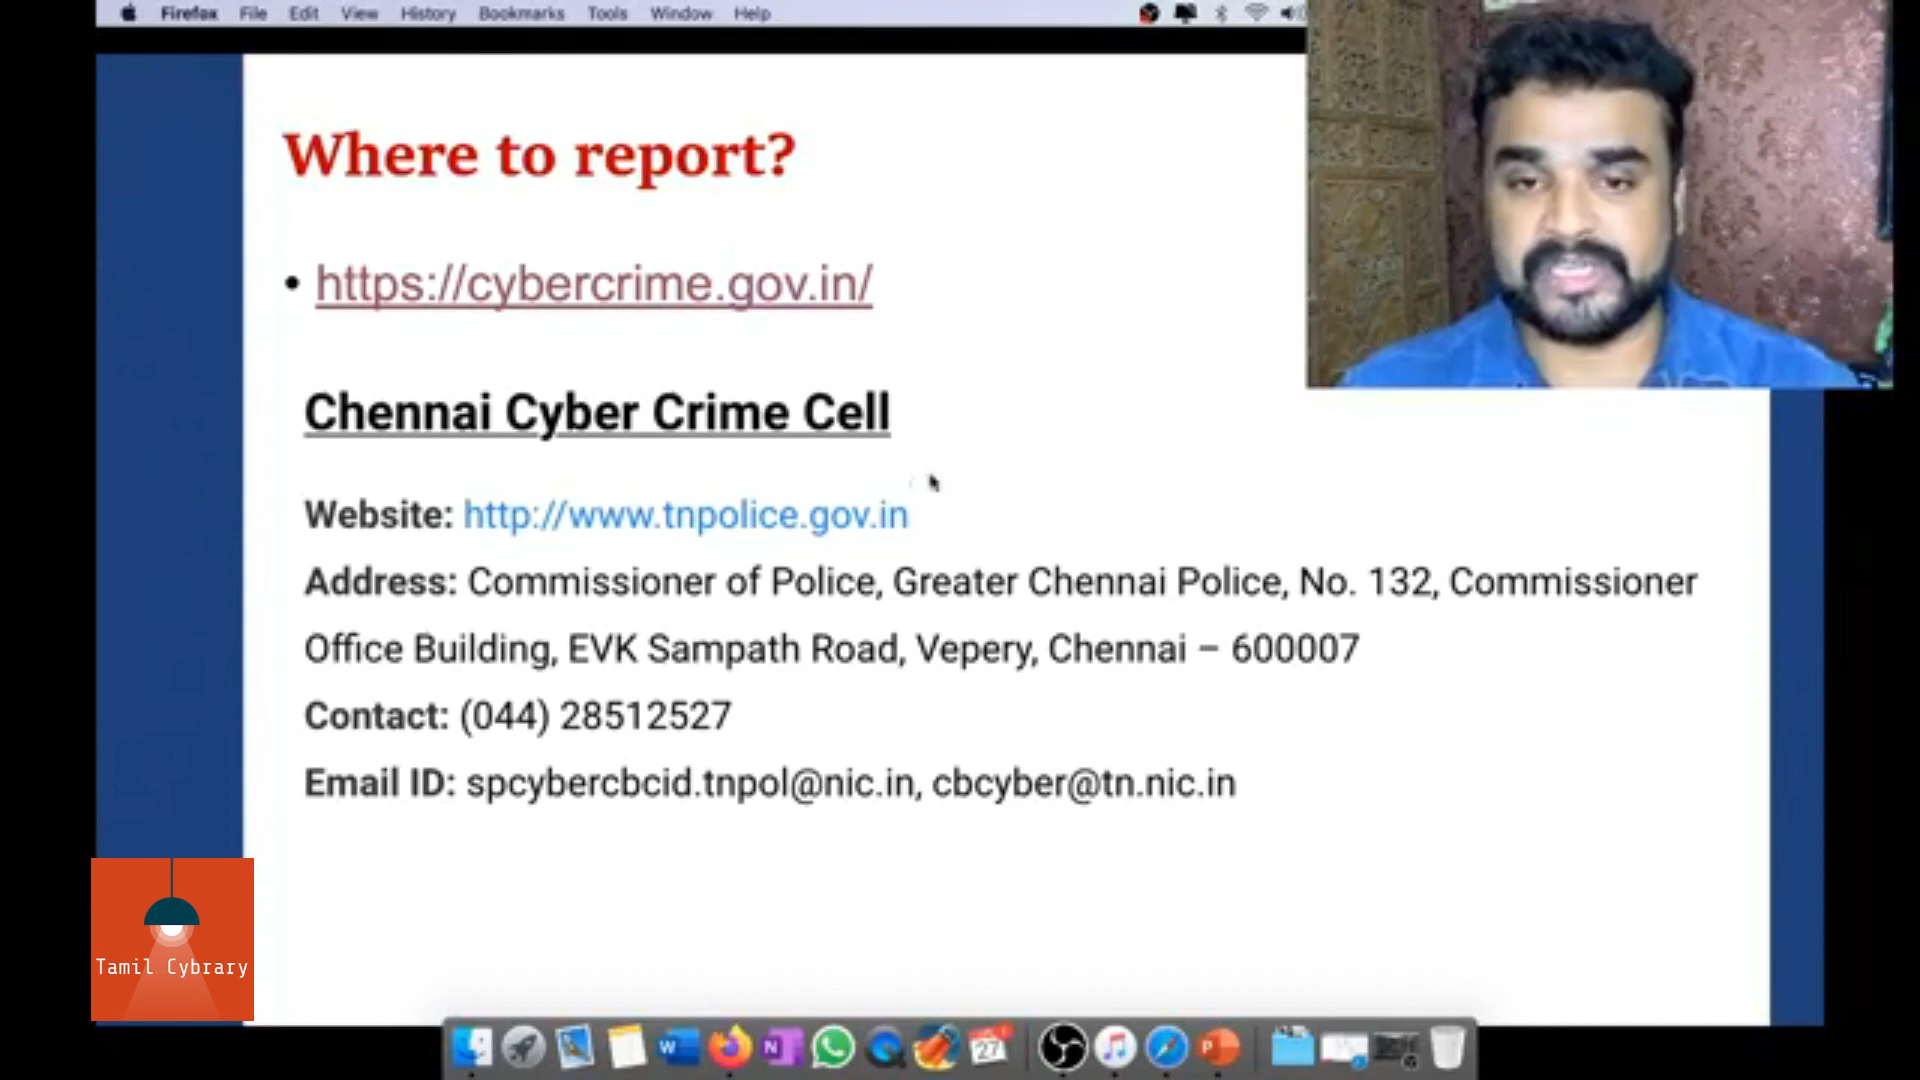 Firefox File Edit View History Bookmarks Tools Window Help
Where to report?
• https://cybercrime.gov.in/
Chennai Cyber Crime Cell
Website: http://www.tnpolice.gov.in
Address: Commissioner of Police, Greater Chennai Police, No. 132, Commissioner
Office Building, EVK Sampath Road, Vepery, Chennai – 600007
Contact: (044) 28512527
Email ID: spcybercbcid.tnpol@nic.in, cbcyber@tn.nic.in
Tamil Cybrary
W N 27 P